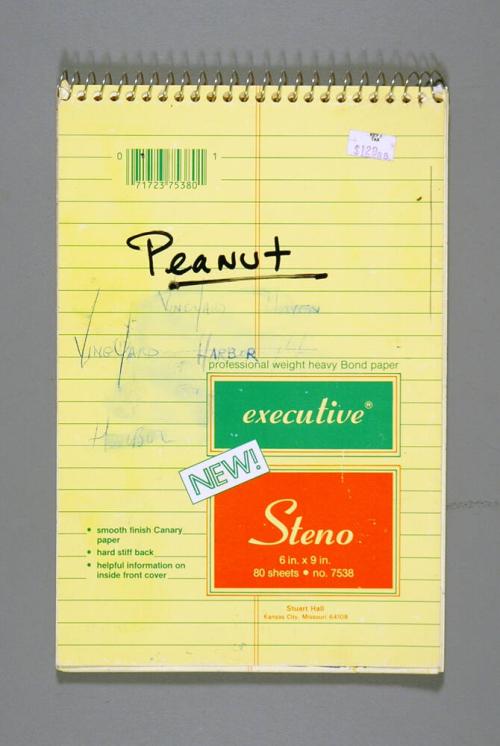 $1.29
0 1
71723 75380
Peanut
Vineyard Haven
Vineyard Harbor
professional weight heavy Bond paper
Harbor
executive®
NEW!
Steno
6 in. x 9 in.
80 sheets • no. 7538
• smooth finish Canary
paper
• hard stiff back
• helpful information on
inside front cover
Stuart Hall
Kansas City, Missouri 64108